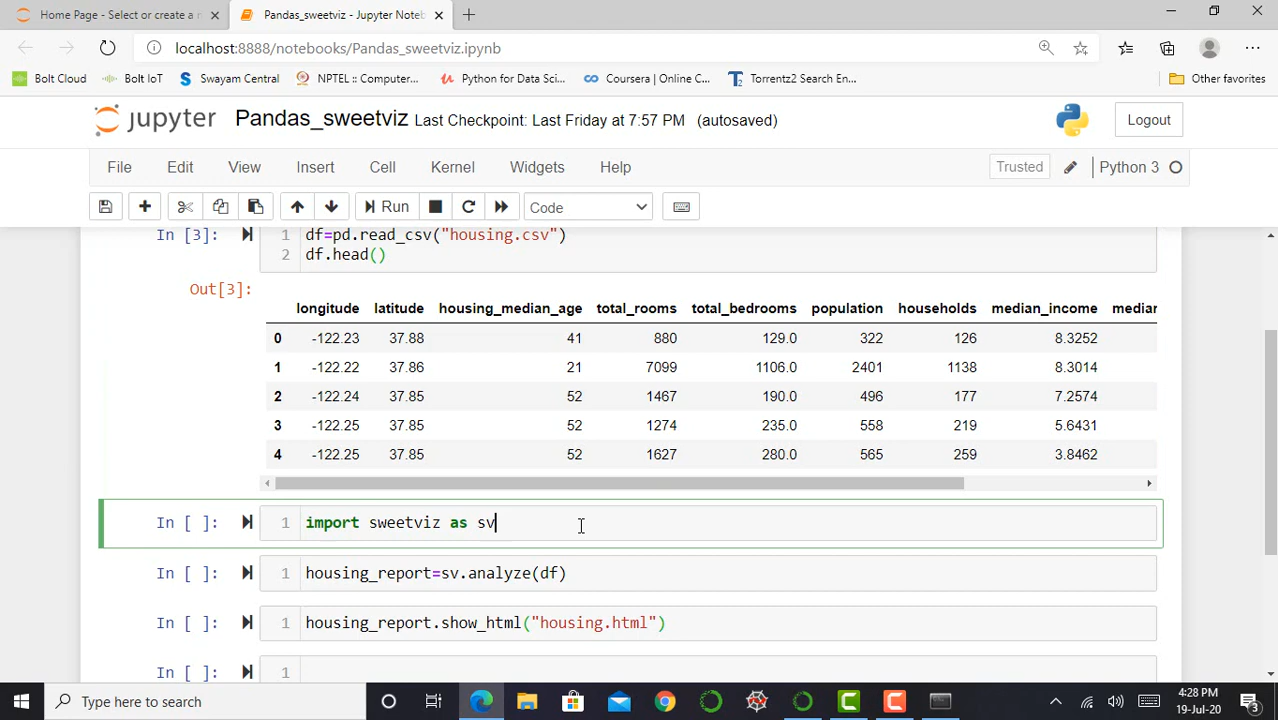 Home Page - Select or create a n
Pandas_sweetviz - Jupyter Noteb
localhost:8888/notebooks/Pandas_sweetviz.ipynb
Bolt Cloud Bolt IoT Swayam Central NPTEL :: Computer... Python for Data Sci... Coursera | Online C... Torrentz2 Search En... Other favorites
jupyter Pandas_sweetviz Last Checkpoint: Last Friday at 7:57 PM (autosaved) Logout
File Edit View Insert Cell Kernel Widgets Help Trusted Python 3
Run Code
In [3]: 1 df=pd.read_csv("housing.csv")
2 df.head()
Out[3]:
longitude latitude housing_median_age total_rooms total_bedrooms population households median_income median
0 -122.23 37.88 41 880 129.0 322 126 8.3252
1 -122.22 37.86 21 7099 1106.0 2401 1138 8.3014
2 -122.24 37.85 52 1467 190.0 496 177 7.2574
3 -122.25 37.85 52 1274 235.0 558 219 5.6431
4 -122.25 37.85 52 1627 280.0 565 259 3.8462
In [ ]: 1 import sweetviz as sv
In [ ]: 1 housing_report=sv.analyze(df)
In [ ]: 1 housing_report.show_html("housing.html")
In [ ]: 1
Type here to search
4:28 PM
19-Jul-20
3